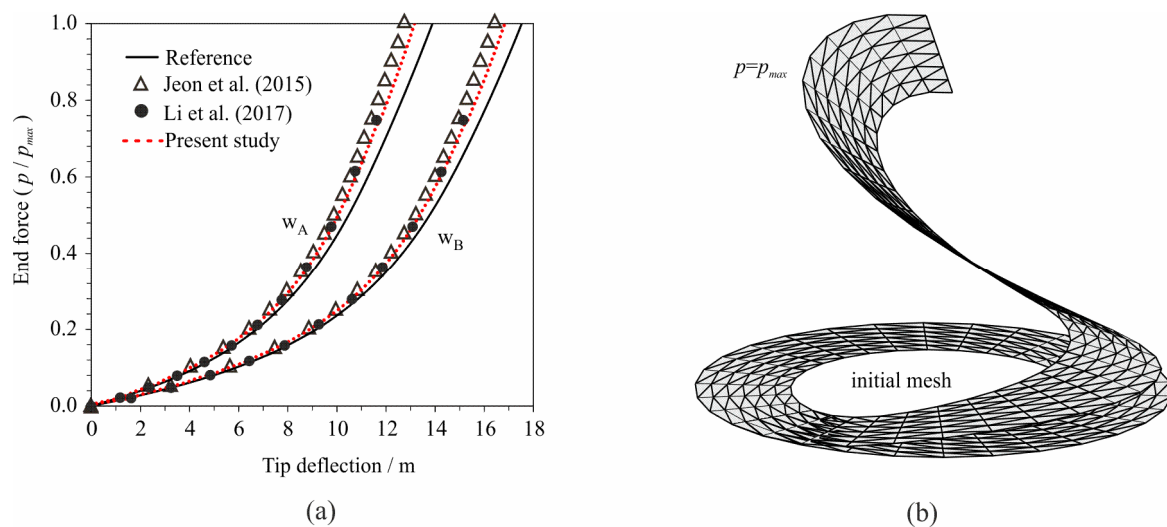 1.0
0.8
0.6
0.4
0.2
0.0
0 2 4 6 8 10 12 14 16 18
End force ( p / pmax )
Tip deflection / m
Reference
Jeon et al. (2015)
Li et al. (2017)
Present study
wA
wB
(a)
p=pmax
initial mesh
(b)